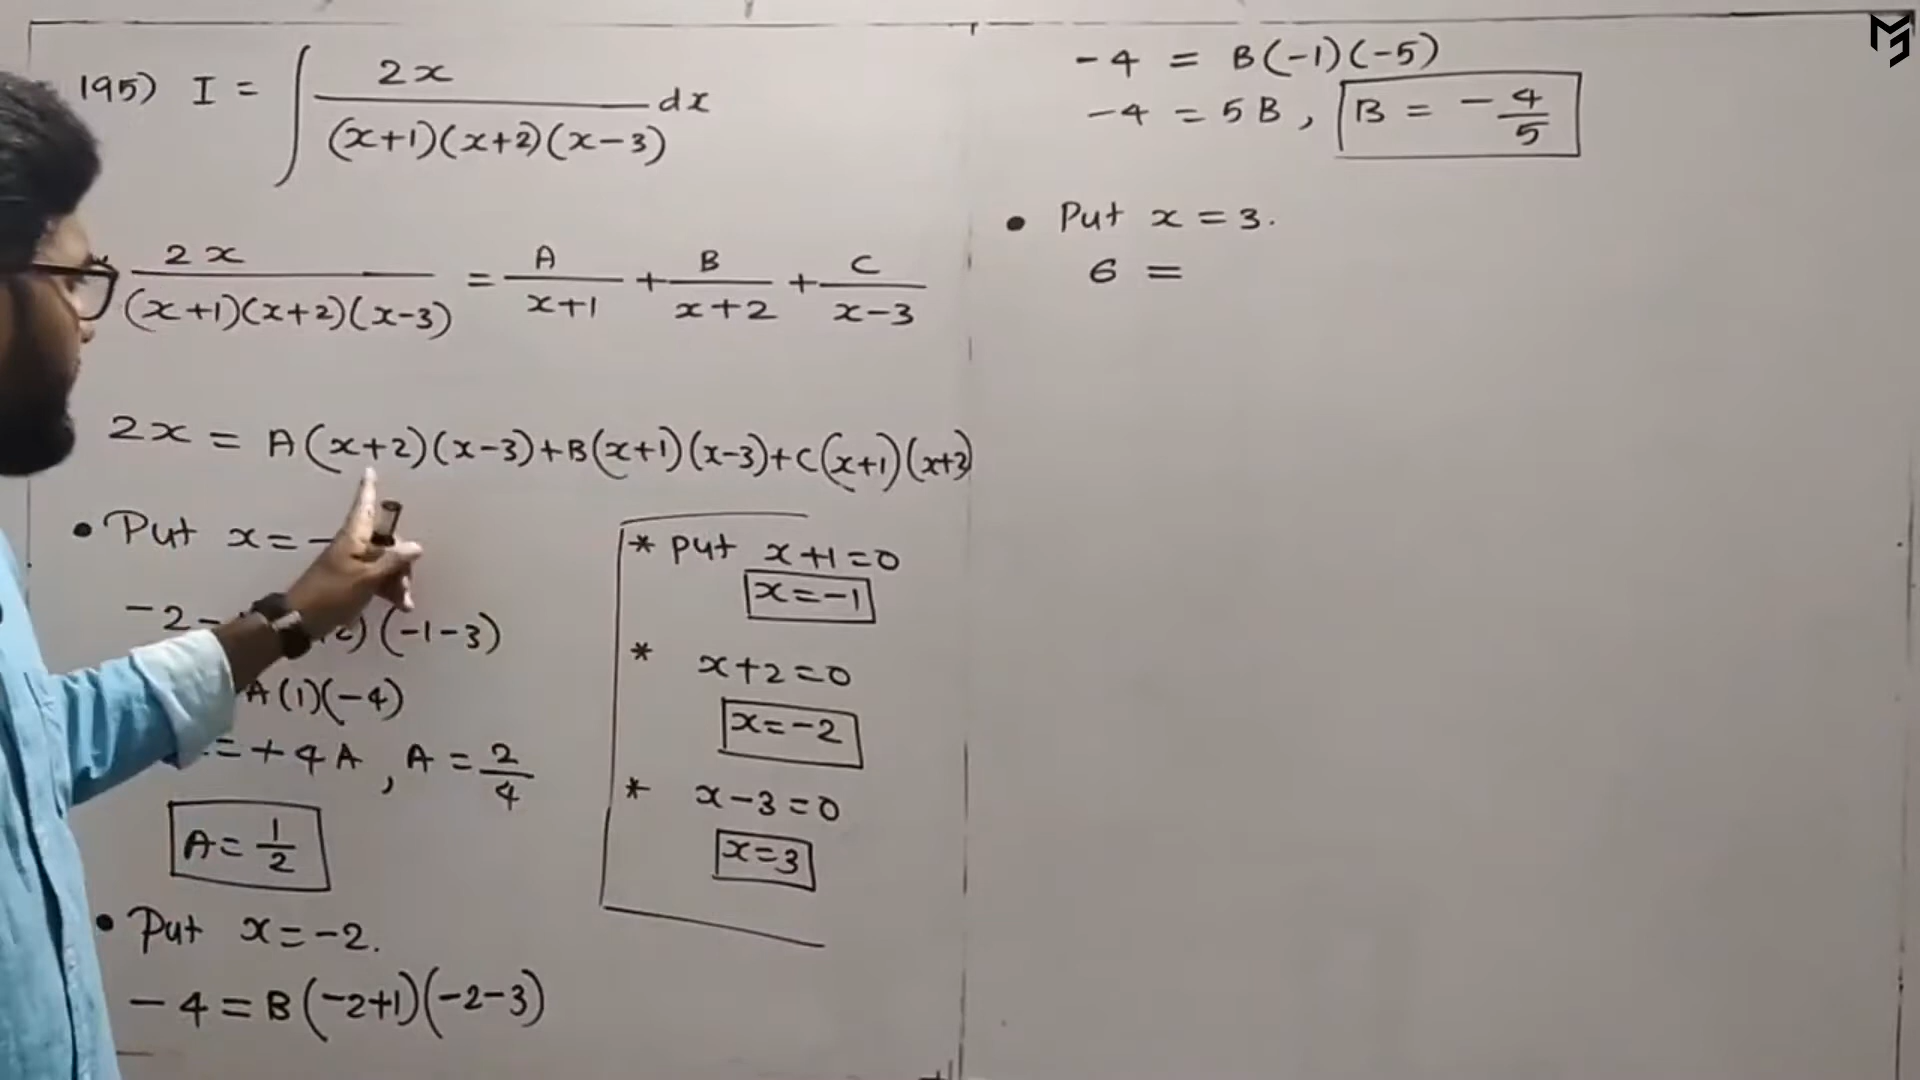 195) I = ∫ 2x / (x+1)(x+2)(x-3) dx
2x / (x+1)(x+2)(x-3) = A / x+1 + B / x+2 + C / x-3
2x = A(x+2)(x-3)+B(x+1)(x-3)+C(x+1)(x+2)
• Put x=-
-2 2)(-1-3)
A(1)(-4)
=+4A , A = 2/4
A = 1/2
• Put x=-2.
-4 = B(-2+1)(-2-3)
* put x+1=0
x=-1
* x+2=0
x=-2
* x-3=0
x=3
-4 = B(-1)(-5)
-4 = 5B , B = -4/5
• Put x=3.
6 =